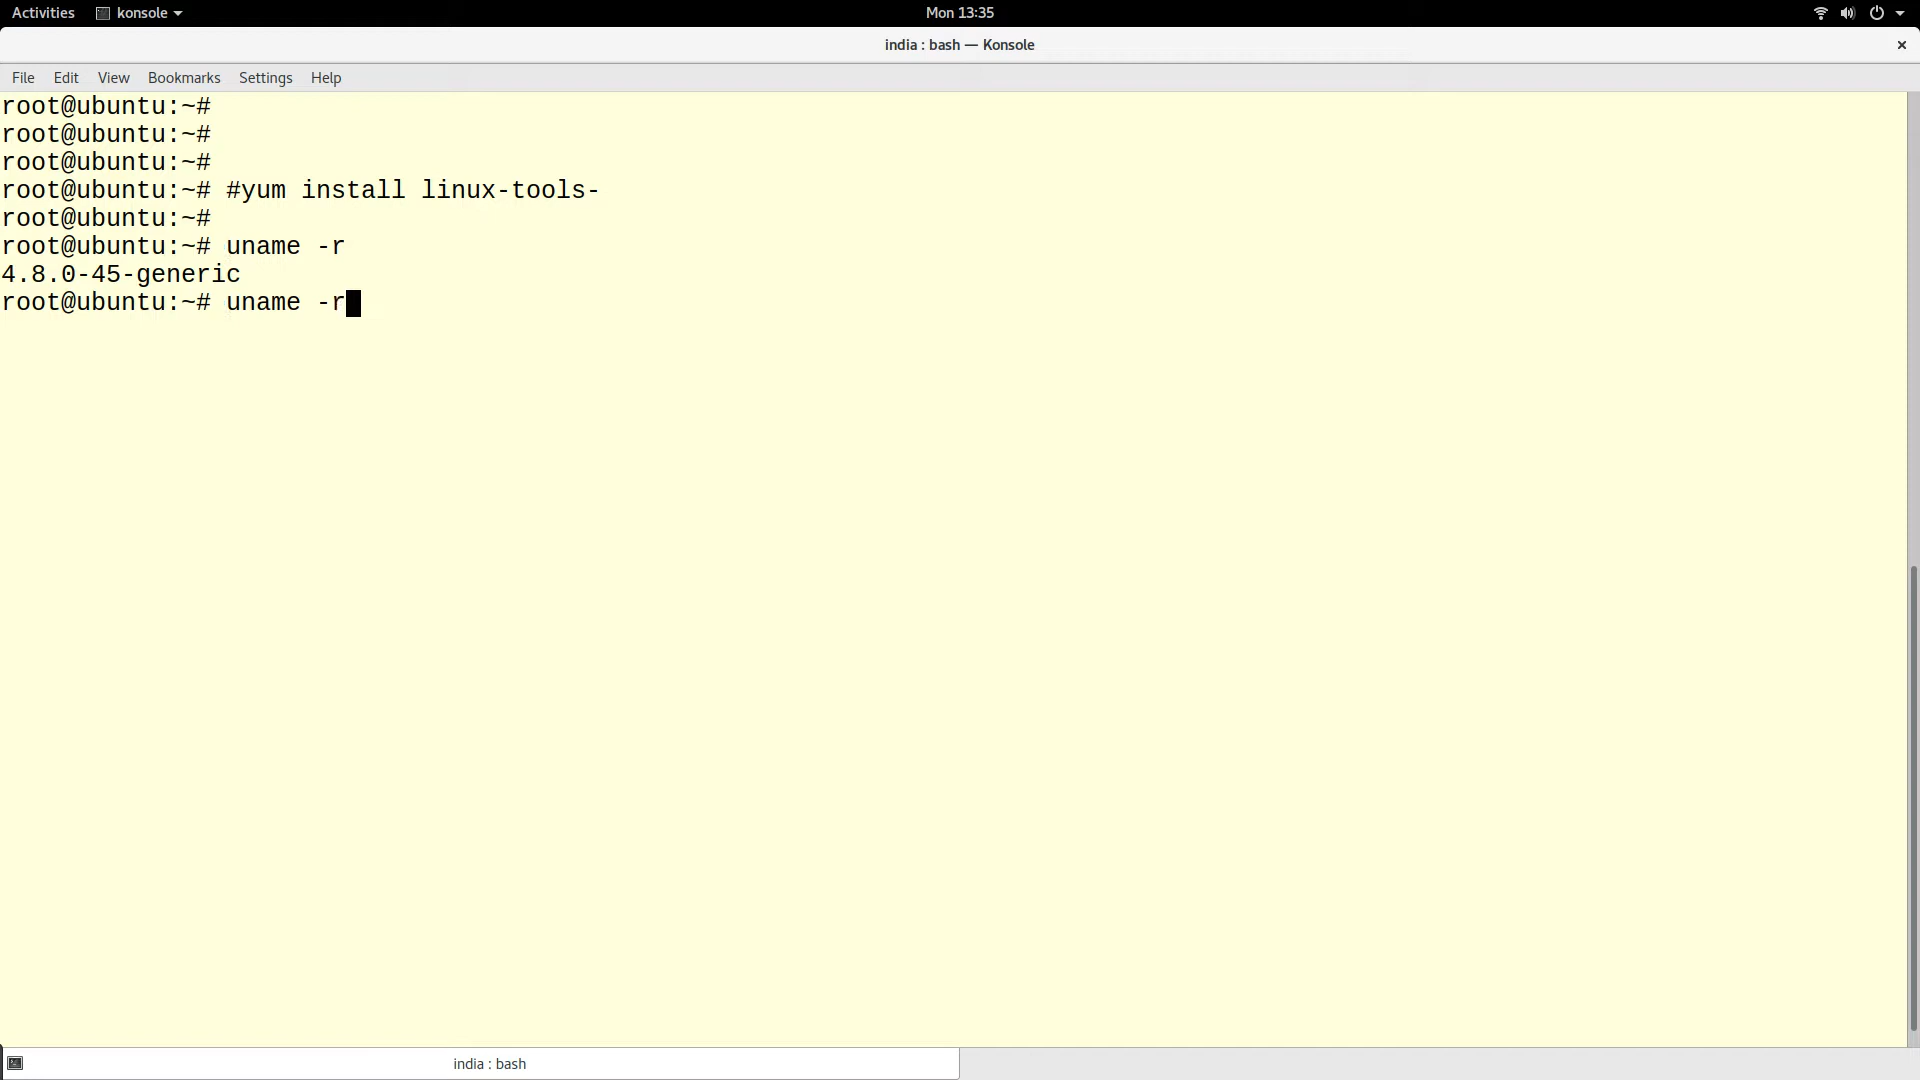 Activities konsole Mon 13:35
india : bash — Konsole
File Edit View Bookmarks Settings Help
root@ubuntu:~#
root@ubuntu:~#
root@ubuntu:~#
root@ubuntu:~# #yum install linux-tools-
root@ubuntu:~#
root@ubuntu:~# uname -r
4.8.0-45-generic
root@ubuntu:~# uname -r
india : bash